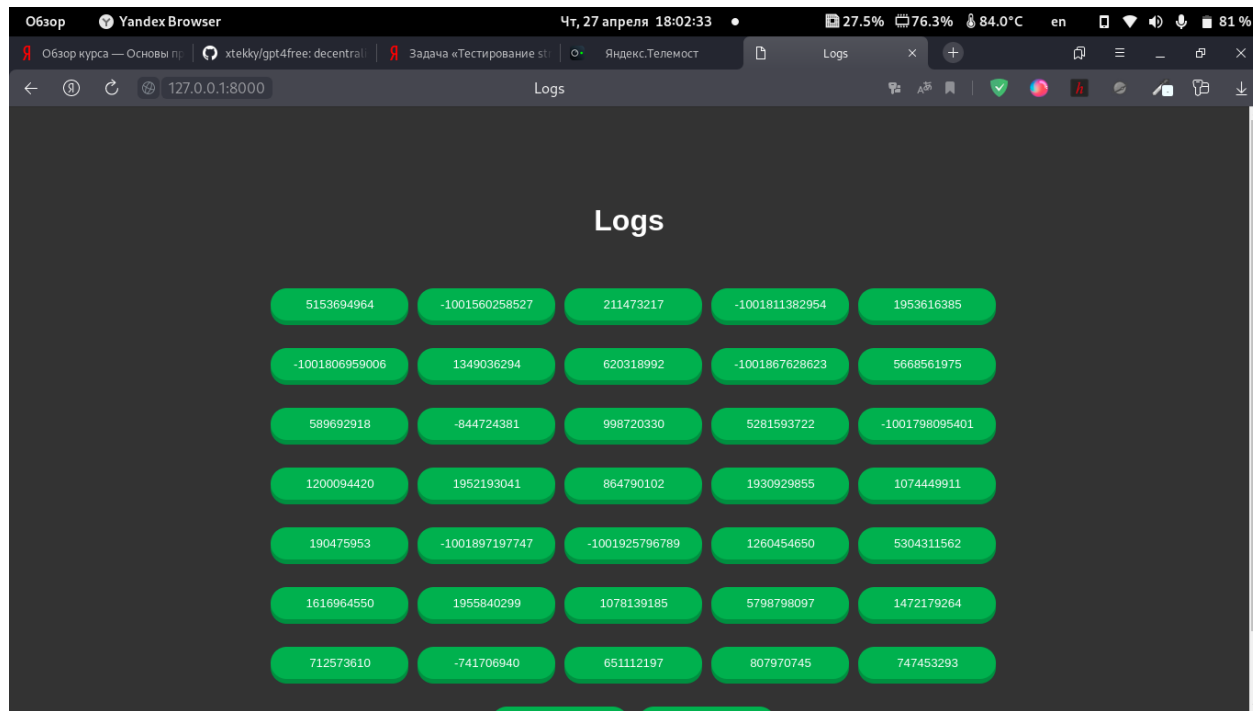 Обзор Yandex Browser Чт, 27 апреля 18:02:33 27.5% 76.3% 84.0°C en 81 %
Обзор курса — Основы пр xtekky/gpt4free: decentrali Задача «Тестирование str Яндекс.Телемост Logs
127.0.0.1:8000 Logs
Logs
5153694964 -1001560258527 211473217 -1001811382954 1953616385
-1001806959006 1349036294 620318992 -1001867628623 5668561975
589692918 -844724381 998720330 5281593722 -1001798095401
1200094420 1952193041 864790102 1930929855 1074449911
190475953 -1001897197747 -1001925796789 1260454650 5304311562
1616964550 1955840299 1078139185 5798798097 1472179264
712573610 -741706940 651112197 807970745 747453293